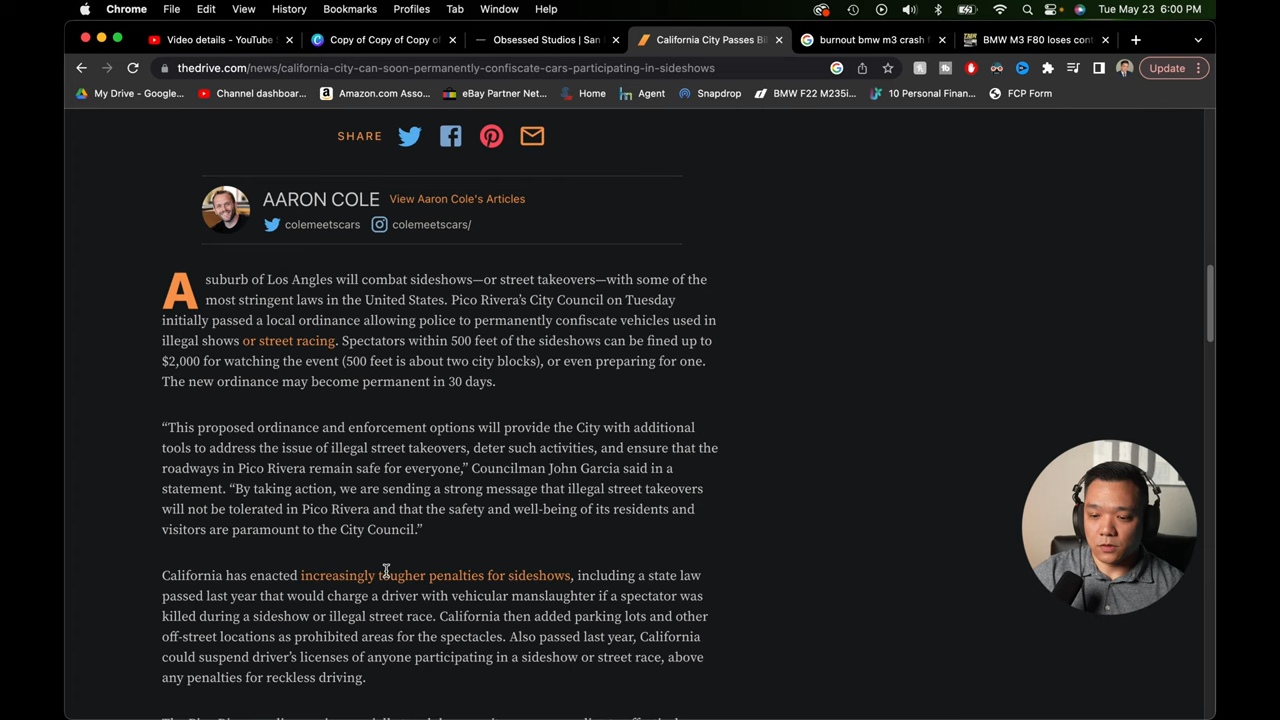 Chrome File Edit View History Bookmarks Profiles Tab Window Help Tue May 23 6:00 PM
Video details - YouTube Copy of Copy of Copy of Obsessed Studios | San California City Passes Bi burnout bmw m3 crash BMW M3 F80 loses cont
thedrive.com/news/california-city-can-soon-permanently-confiscate-cars-participating-in-sideshows Update
My Drive - Google... Channel dashboar... Amazon.com Asso... eBay Partner Net... Home Agent Snapdrop BMW F22 M235i... 10 Personal Finan... FCP Form
SHARE
AARON COLE View Aaron Cole's Articles
colemeetscars colemeetscars/
A suburb of Los Angles will combat sideshows—or street takeovers—with some of the
most stringent laws in the United States. Pico Rivera's City Council on Tuesday
initially passed a local ordinance allowing police to permanently confiscate vehicles used in
illegal shows or street racing. Spectators within 500 feet of the sideshows can be fined up to
$2,000 for watching the event (500 feet is about two city blocks), or even preparing for one.
The new ordinance may become permanent in 30 days.
“This proposed ordinance and enforcement options will provide the City with additional
tools to address the issue of illegal street takeovers, deter such activities, and ensure that the
roadways in Pico Rivera remain safe for everyone,” Councilman John Garcia said in a
statement. “By taking action, we are sending a strong message that illegal street takeovers
will not be tolerated in Pico Rivera and that the safety and well-being of its residents and
visitors are paramount to the City Council.”
California has enacted increasingly tougher penalties for sideshows, including a state law
passed last year that would charge a driver with vehicular manslaughter if a spectator was
killed during a sideshow or illegal street race. California then added parking lots and other
off-street locations as prohibited areas for the spectacles. Also passed last year, California
could suspend driver's licenses of anyone participating in a sideshow or street race, above
any penalties for reckless driving.